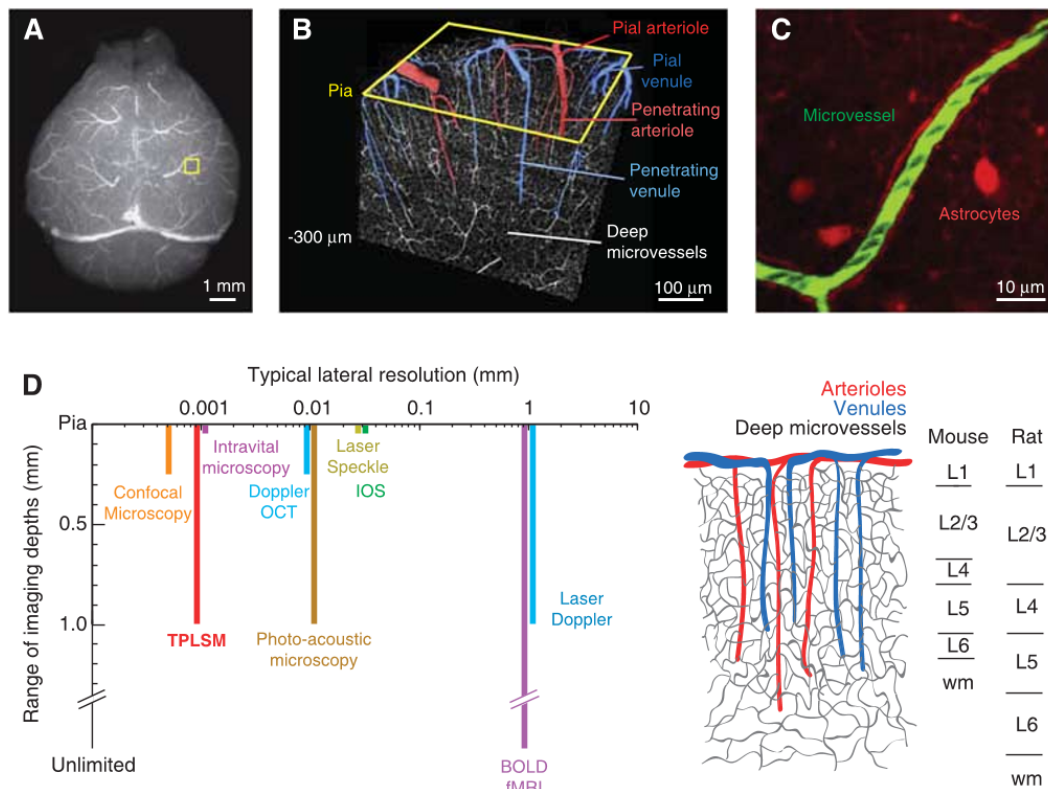 A
1 mm
B
Pial arteriole
Pial
venule
Pia
Penetrating
arteriole
Penetrating
venule
Deep
microvessels
-300 μm
100 μm
C
Microvessel
Astrocytes
10 μm
D
Typical lateral resolution (mm)
0.001
0.01
0.1
1
10
Pia
Range of imaging depths (mm)
0.5
1.0
Unlimited
Confocal
Microscopy
TPLSM
Intravital
microscopy
Doppler
OCT
Photo-acoustic
microscopy
Laser
Speckle
IOS
BOLD
fMRI
Laser
Doppler
Arterioles
Venules
Deep microvessels
Mouse
L1
L2/3
L4
L5
L6
wm
Rat
L1
L2/3
L4
L5
L6
wm